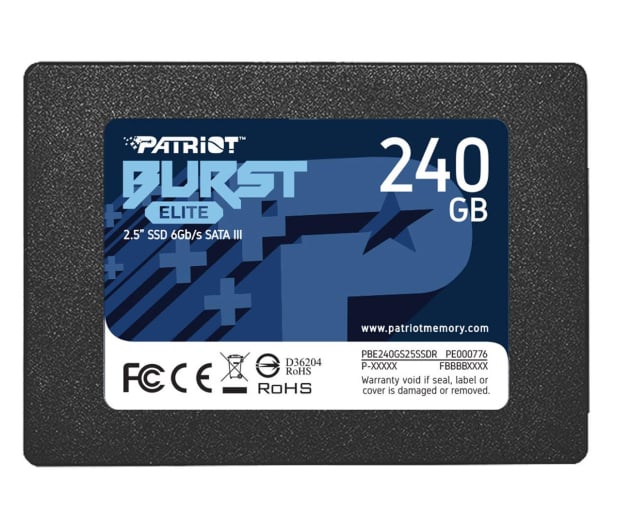 PATRIOT™
BURST
ELITE
2.5" SSD 6Gb/s SATA III
240
GB
www.patriotmemory.com
FC CE
D36204
RoHS
RoHS
PBE240GS25SSDR PE000776
P-XXXXX FBBBBXXXX
Warranty void if seal, label or
cover is damaged or removed.